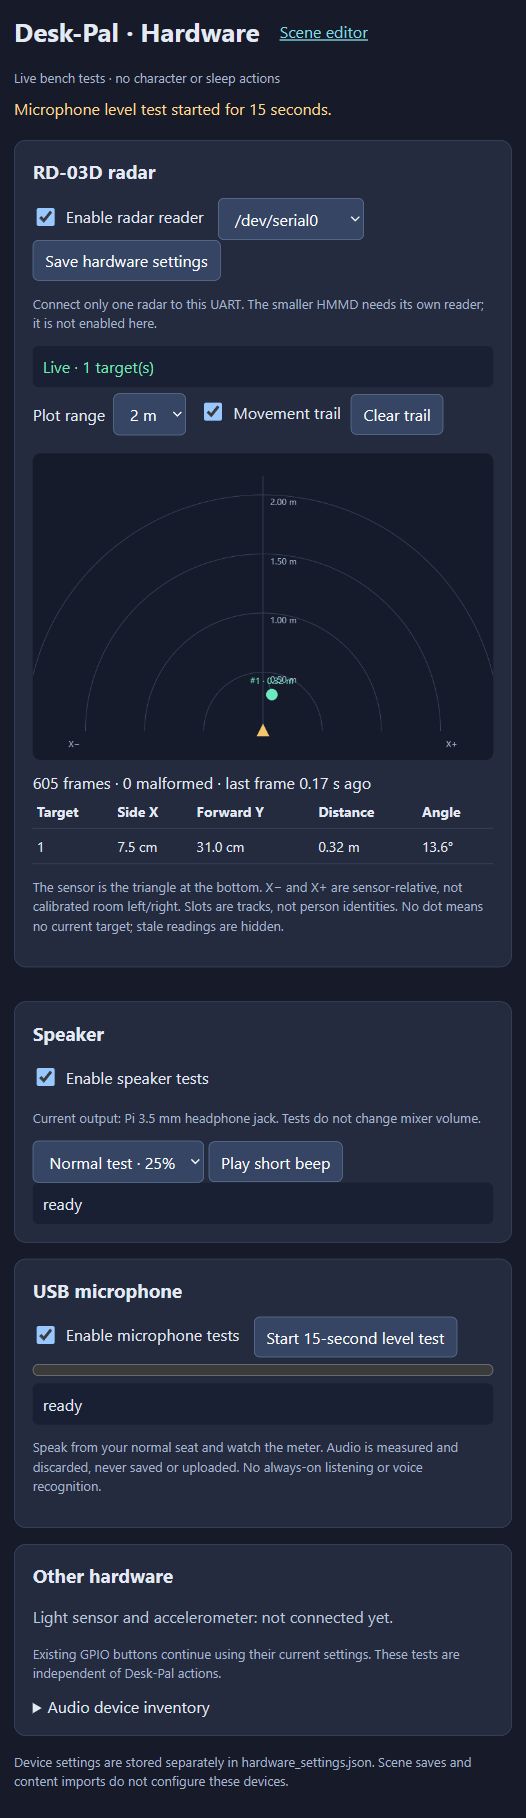 Desk-Pal · Hardware Scene editor
Live bench tests · no character or sleep actions
Microphone level test started for 15 seconds.
RD-03D radar
Enable radar reader /dev/serial0
Save hardware settings
Connect only one radar to this UART. The smaller HMMD needs its own reader;
it is not enabled here.
Live · 1 target(s)
Plot range 2 m Movement trail Clear trail
2.00 m
1.50 m
1.00 m
#1 ·
X− X+
605 frames · 0 malformed · last frame 0.17 s ago
Target Side X Forward Y Distance Angle
1 7.5 cm 31.0 cm 0.32 m 13.6°
The sensor is the triangle at the bottom. X− and X+ are sensor-relative, not
calibrated room left/right. Slots are tracks, not person identities. No dot means
no current target; stale readings are hidden.
Speaker
Enable speaker tests
Current output: Pi 3.5 mm headphone jack. Tests do not change mixer volume.
Normal test · 25% Play short beep
ready
USB microphone
Enable microphone tests Start 15-second level test
ready
Speak from your normal seat and watch the meter. Audio is measured and
discarded, never saved or uploaded. No always-on listening or voice
recognition.
Other hardware
Light sensor and accelerometer: not connected yet.
Existing GPIO buttons continue using their current settings. These tests are
independent of Desk-Pal actions.
Audio device inventory
Device settings are stored separately in hardware_settings.json. Scene saves and
content imports do not configure these devices.